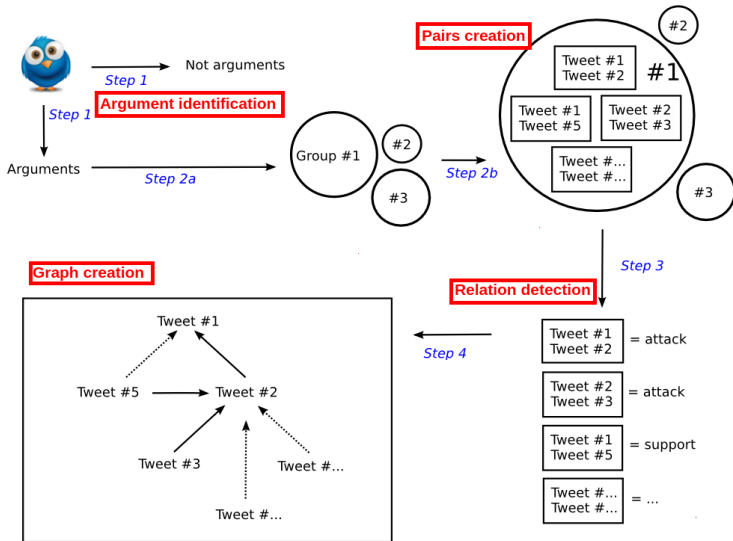 Pairs creation
#2
Tweet #1
Tweet #2
#1
Step 1
Not arguments
Argument identification
Step 1
Tweet #1
Tweet #5
Tweet #2
Tweet #3
Arguments
Step 2a
Group #1
#2
#3
Step 2b
Tweet #...
Tweet #...
#3
Graph creation
Step 3
Relation detection
Step 4
Tweet #1
Tweet #5
Tweet #2
Tweet #3
Tweet #...
Tweet #...
Tweet #1
Tweet #2
= attack
Tweet #2
Tweet #3
= attack
Tweet #1
Tweet #5
= support
Tweet #...
Tweet #...
= ...